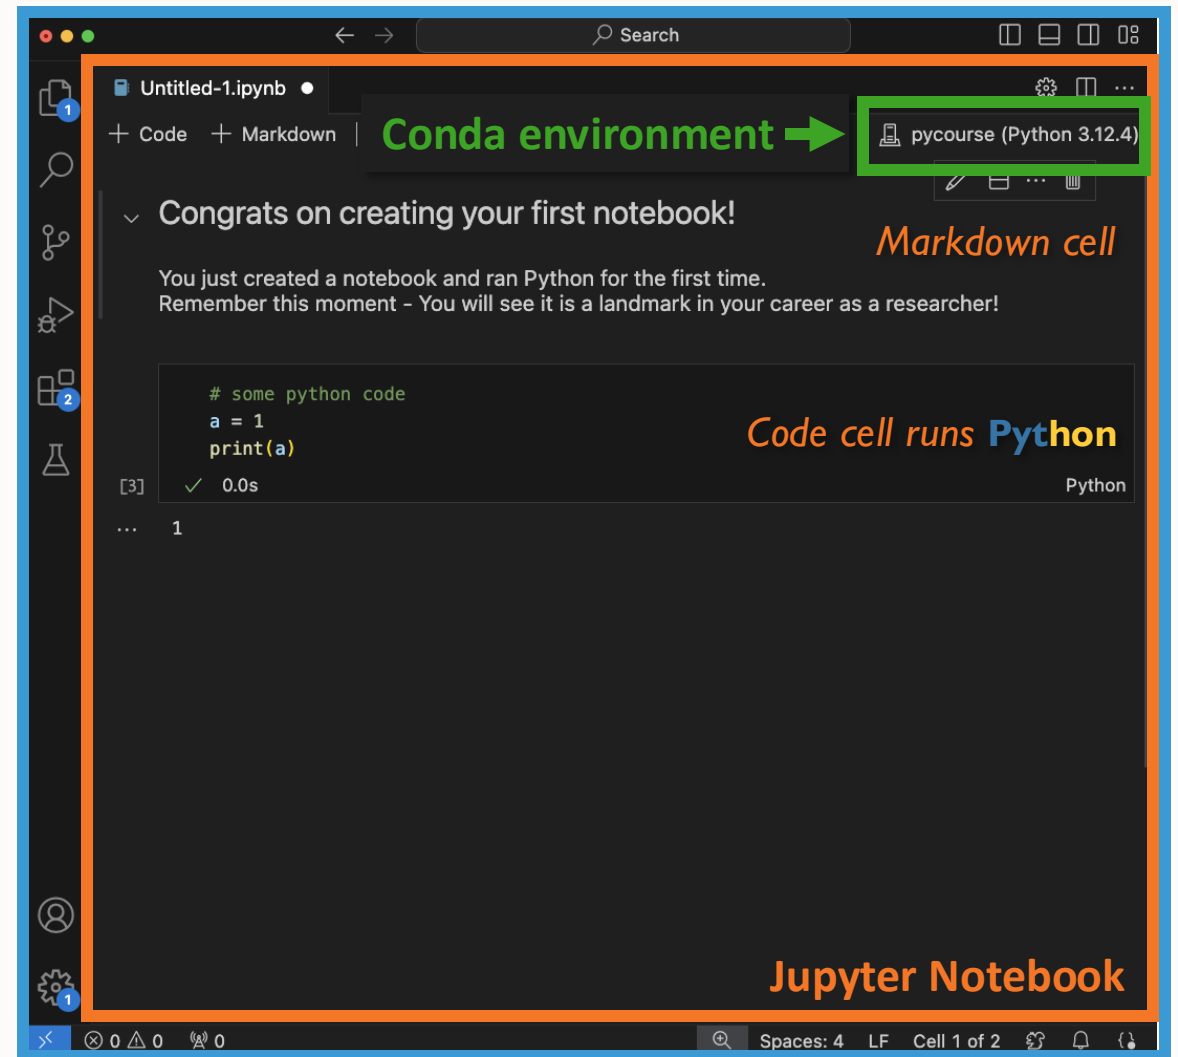 Search
Untitled-1.ipynb
1
+ Code + Markdown
Conda environment
pycourse (Python 3.12.4)
Congrats on creating your first notebook!
Markdown cell
You just created a notebook and ran Python for the first time.
Remember this moment - You will see it is a landmark in your career as a researcher!
# some python code
a = 1
print(a)
2
Code cell runs Python
[3] 0.0s Python
... 1
Jupyter Notebook
1
0 0 0 Spaces: 4 LF Cell 1 of 2